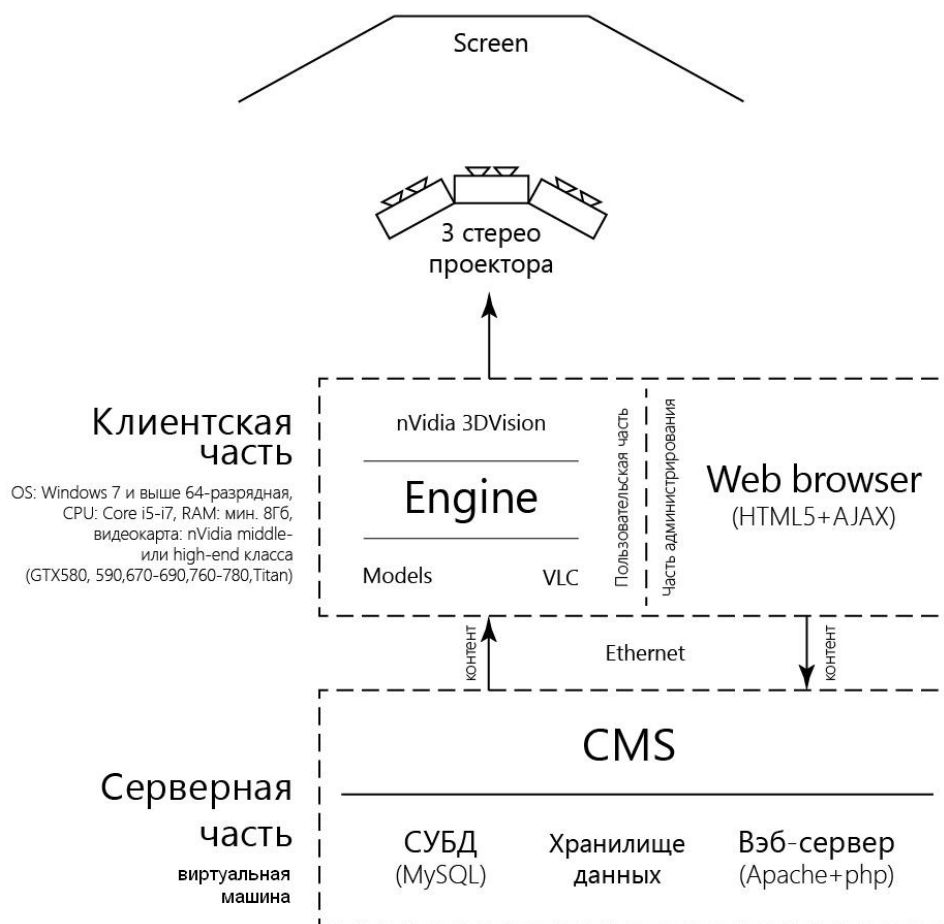 Screen
3 стерео
проектора
Клиентская
часть
OS: Windows 7 и выше 64-разрядная,
CPU: Core i5-i7, RAM: мин. 8Гб,
видеокарта: nVidia middle-
или high-end класса
(GTX580, 590,670-690,760-780,Titan)
nVidia 3DVision
Engine
Models VLC
Пользовательская часть
Часть администрирования
Web browser
(HTML5+AJAX)
контент
Ethernet
контент
Серверная
часть
виртуальная
машина
CMS
СУБД
(MySQL)
Хранилище
данных
Вэб-сервер
(Apache+php)